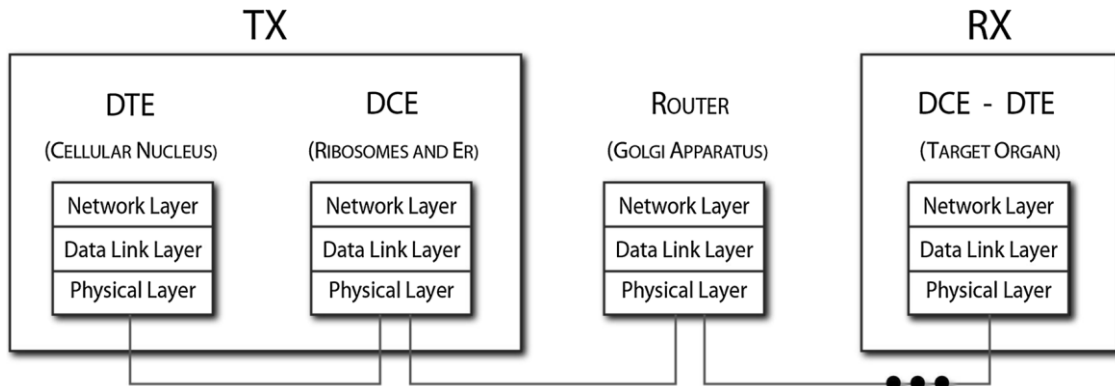 TX
RX
DTE
DCE
ROUTER
DCE - DTE
(CELLULAR NUCLEUS)
(RIBOSOMES AND ER)
(GOLGI APPARATUS)
(TARGET ORGAN)
Network Layer
Data Link Layer
Physical Layer
Network Layer
Data Link Layer
Physical Layer
Network Layer
Data Link Layer
Physical Layer
Network Layer
Data Link Layer
Physical Layer